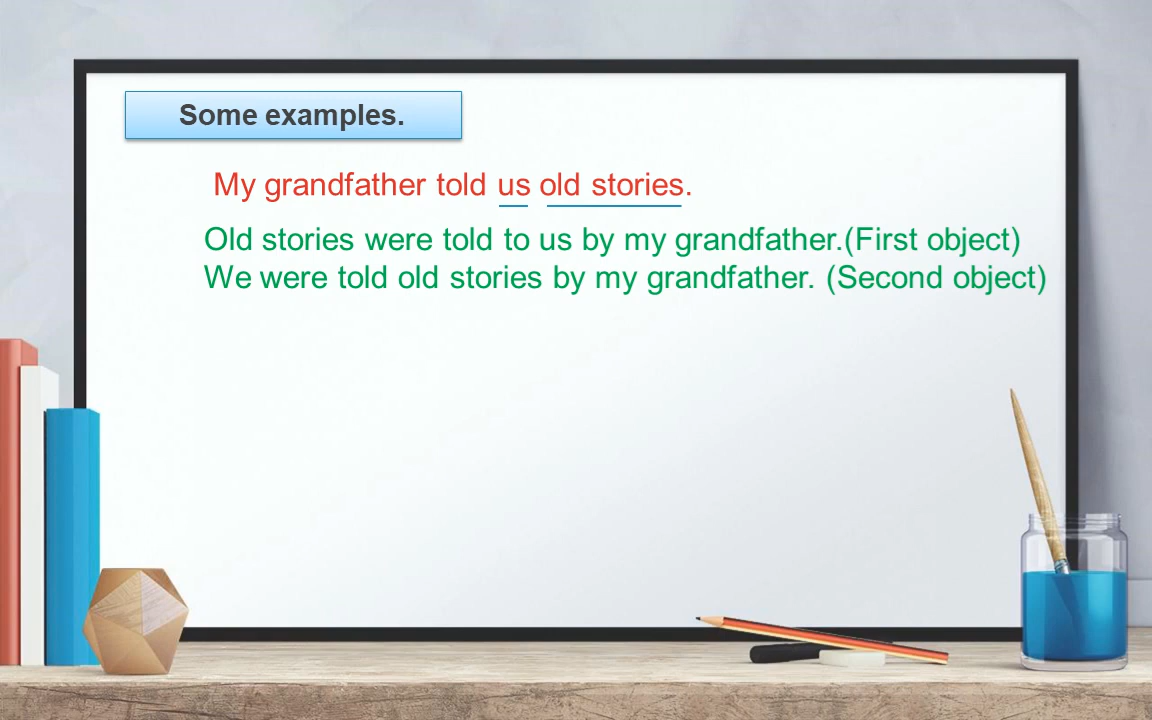 Some examples.
My grandfather told us old stories.
Old stories were told to us by my grandfather.(First object)
We were told old stories by my grandfather. (Second object)